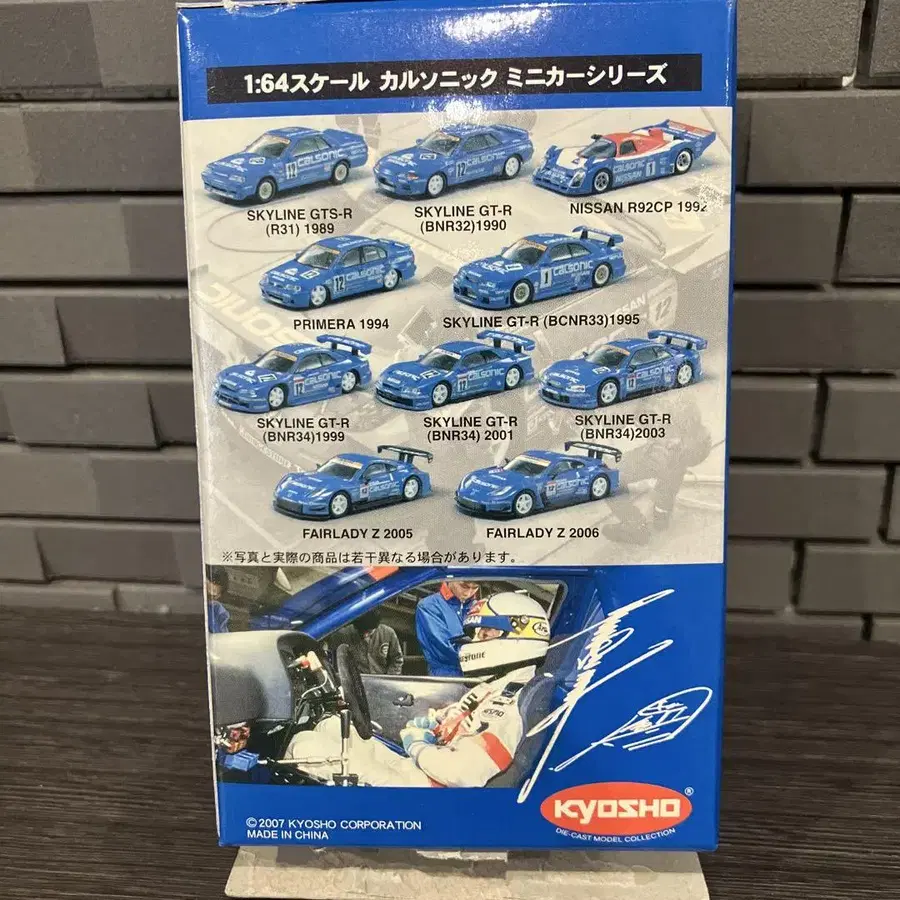 1:64スケール カルソニック ミニカーシリーズ
SKYLINE GTS-R
(R31) 1989
SKYLINE GT-R
(BNR32)1990
NISSAN R92CP 1992
PRIMERA 1994
SKYLINE GT-R (BCNR33)1995
SKYLINE GT-R
(BNR34)1999
SKYLINE GT-R
(BNR34) 2001
SKYLINE GT-R
(BNR34)2003
FAIRLADY Z 2005
FAIRLADY Z 2006
※写真と実際の商品は若干異なる場合があります。
©2007 KYOSHO CORPORATION
MADE IN CHINA
KYOSHO®
DIE-CAST MODEL COLLECTION